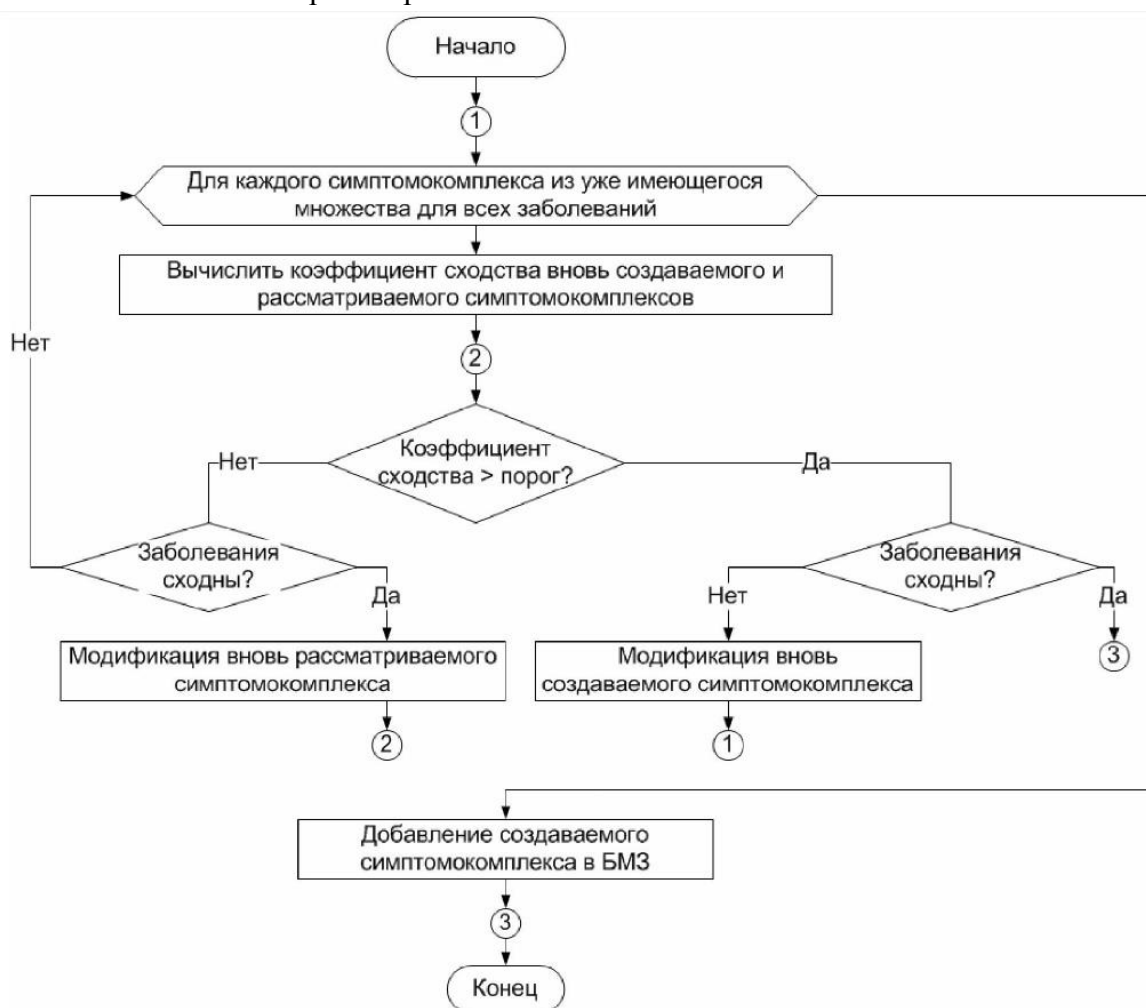 Начало
1
Для каждого симптомокомплекса из уже имеющегося
множества для всех заболеваний
Вычислить коэффициент сходства вновь создаваемого и
рассматриваемого симптомокомплексов
Нет
2
Коэффициент
сходства > порог?
Нет
Да
Заболевания
сходны?
Заболевания
сходны?
Да
Нет
Да
Модификация вновь рассматриваемого
симптомокомплекса
Модификация вновь
создаваемого симптомокомплекса
3
2
1
Добавление создаваемого
симптомокомплекса в БМЗ
3
Конец